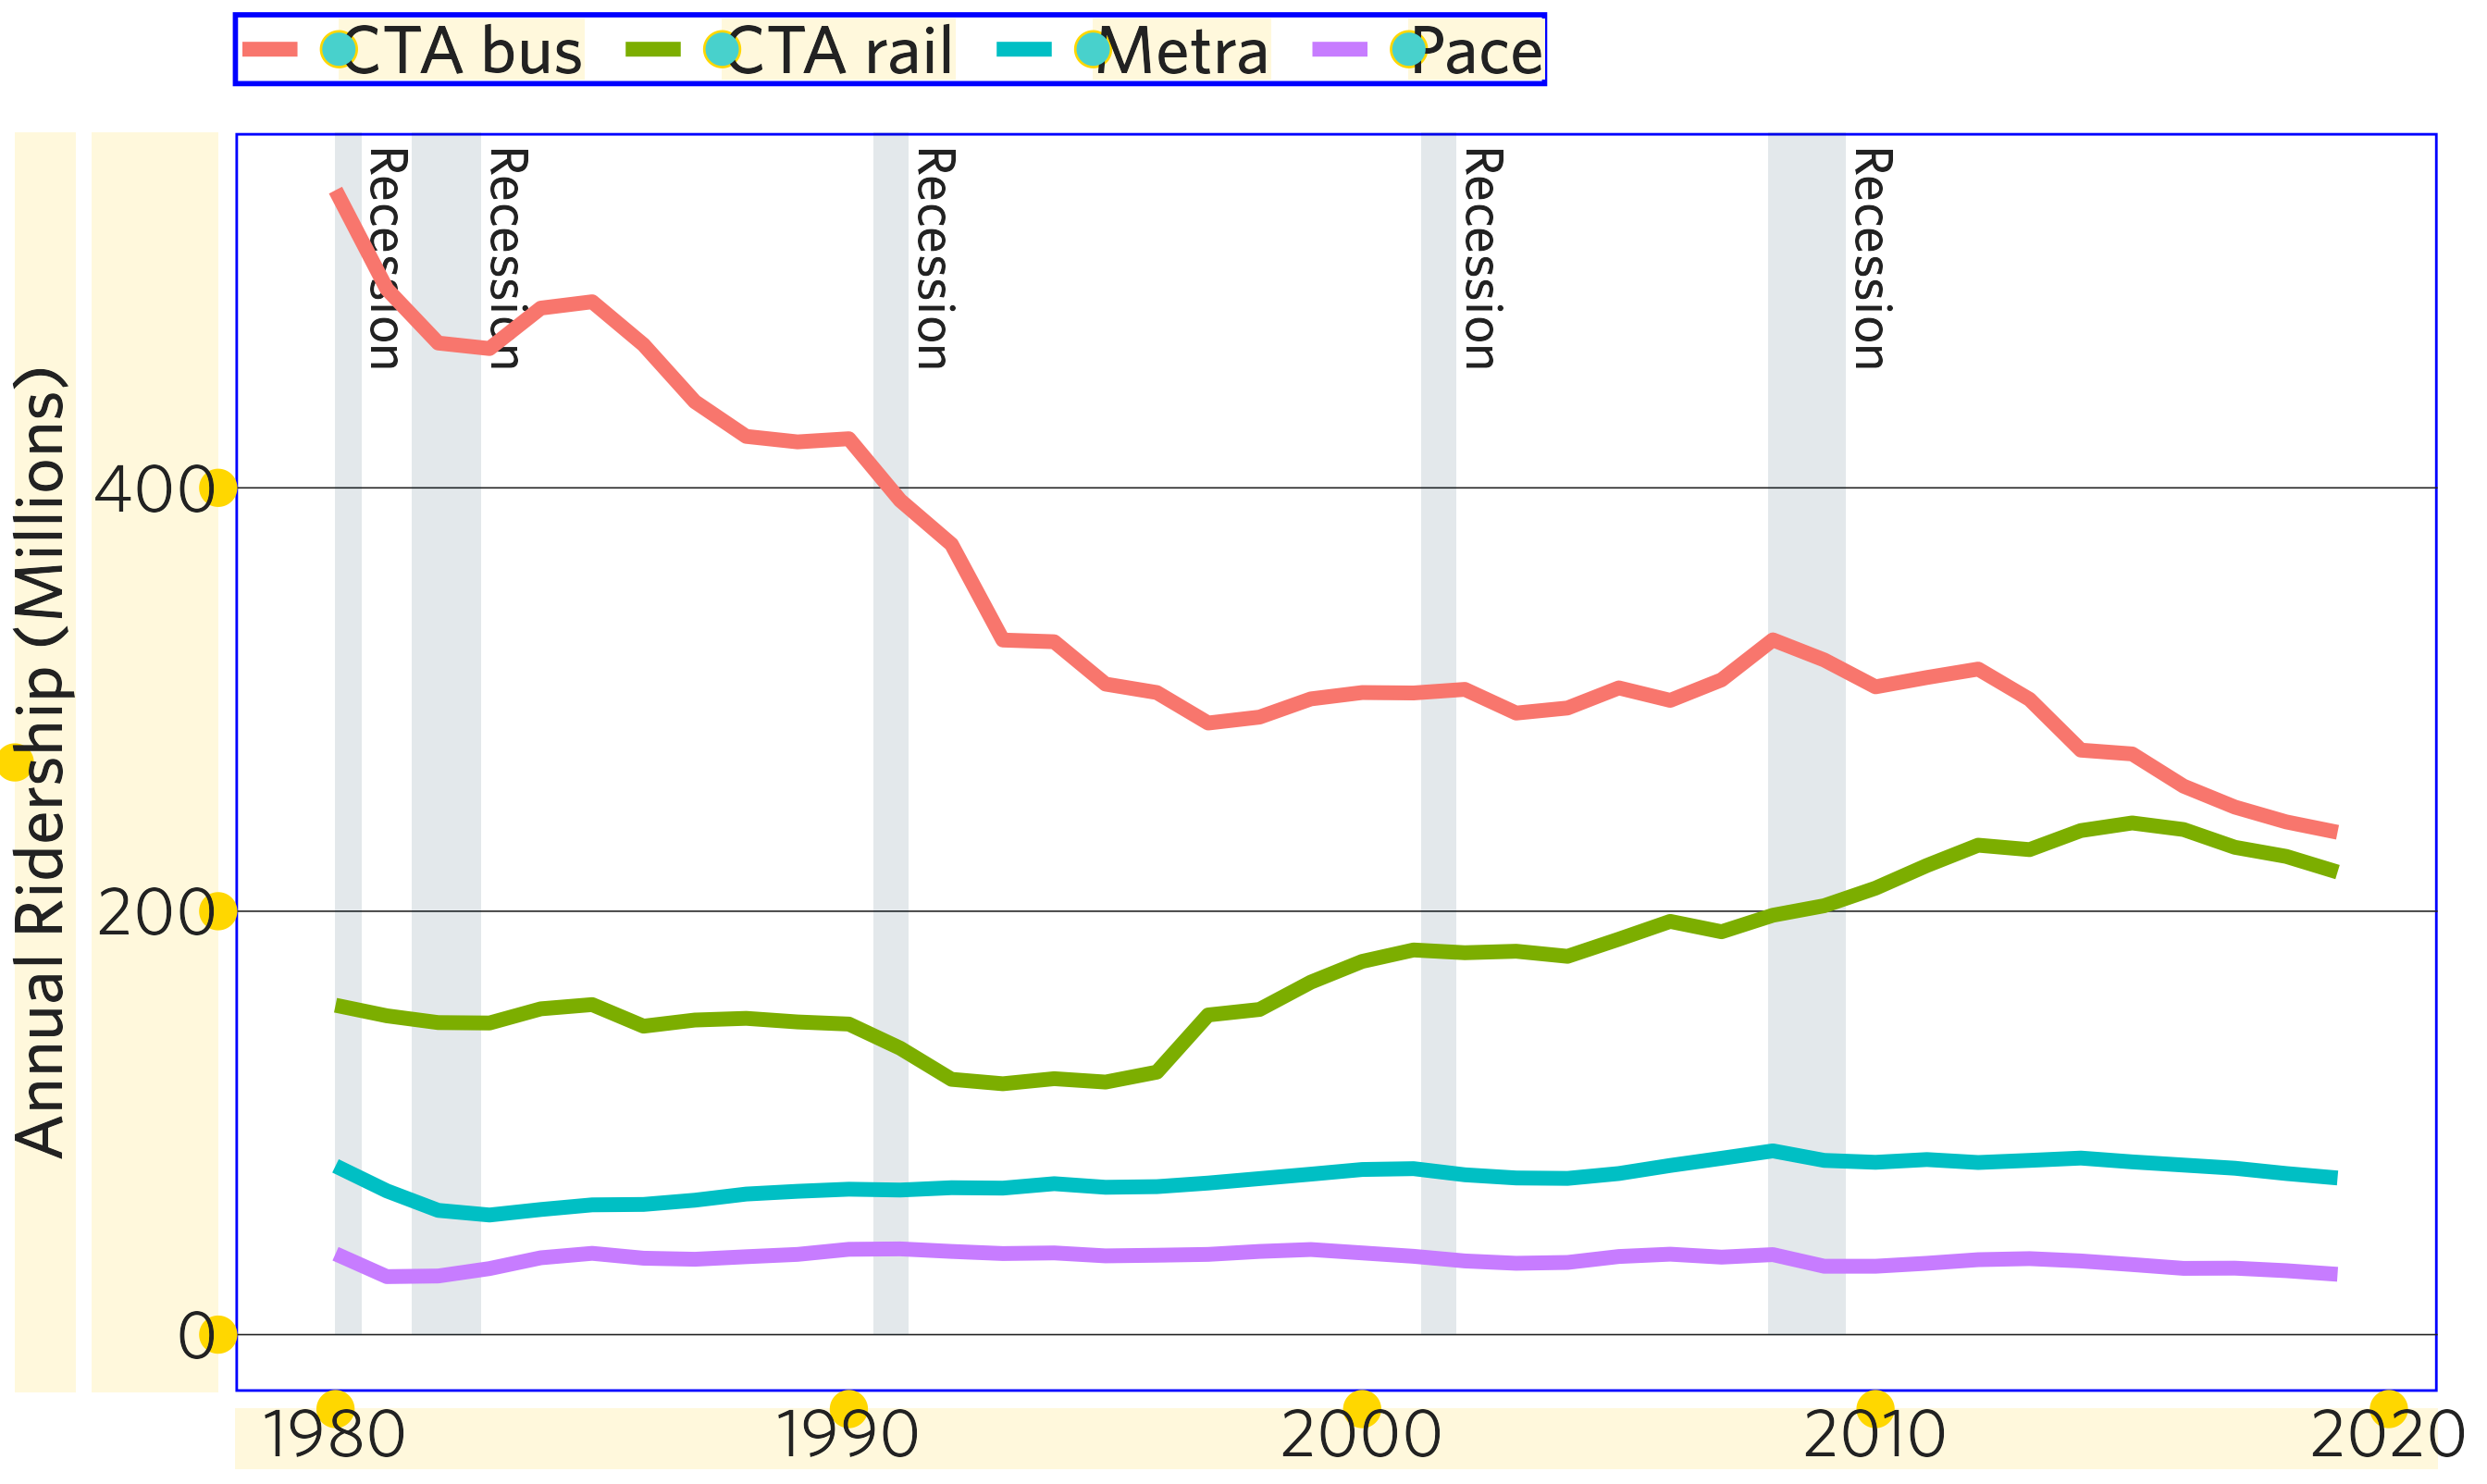 CTA bus CTA rail Metra Pace
Annual Ridership (Millions)
400
200
0
Recession
Recession
Recession
Recession
Recession
1980 1990 2000 2010 2020